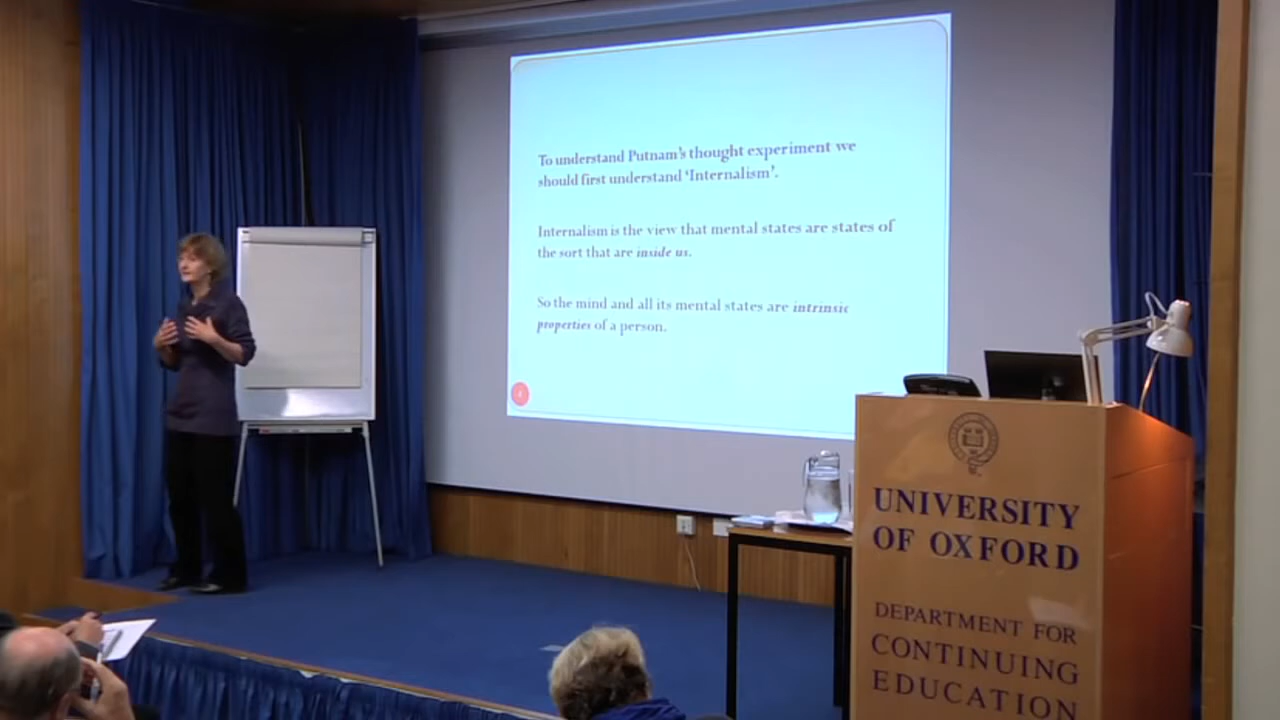 To understand Putnam's thought experiment we
should first understand 'Internalism'.
Internalism is the view that mental states are states of
the sort that are inside us.
So the mind and all its mental states are intrinsic
properties of a person.
UNIVERSITY
OF OXFORD
DEPARTMENT FOR
CONTINUING
EDUCATION